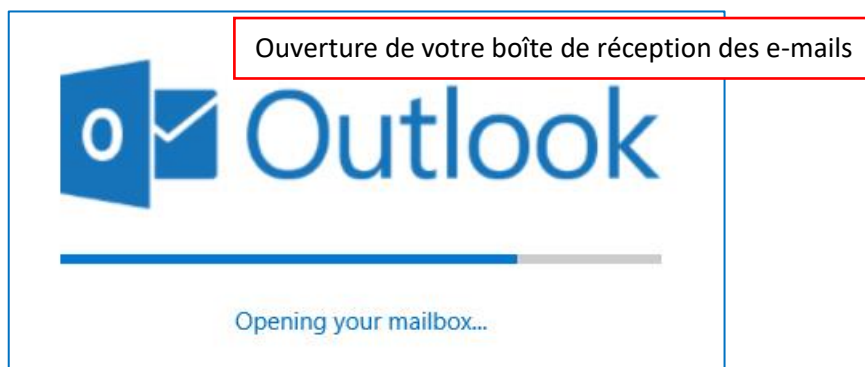 Ouverture de votre boîte de réception des e-mails
O Outlook
Opening your mailbox...